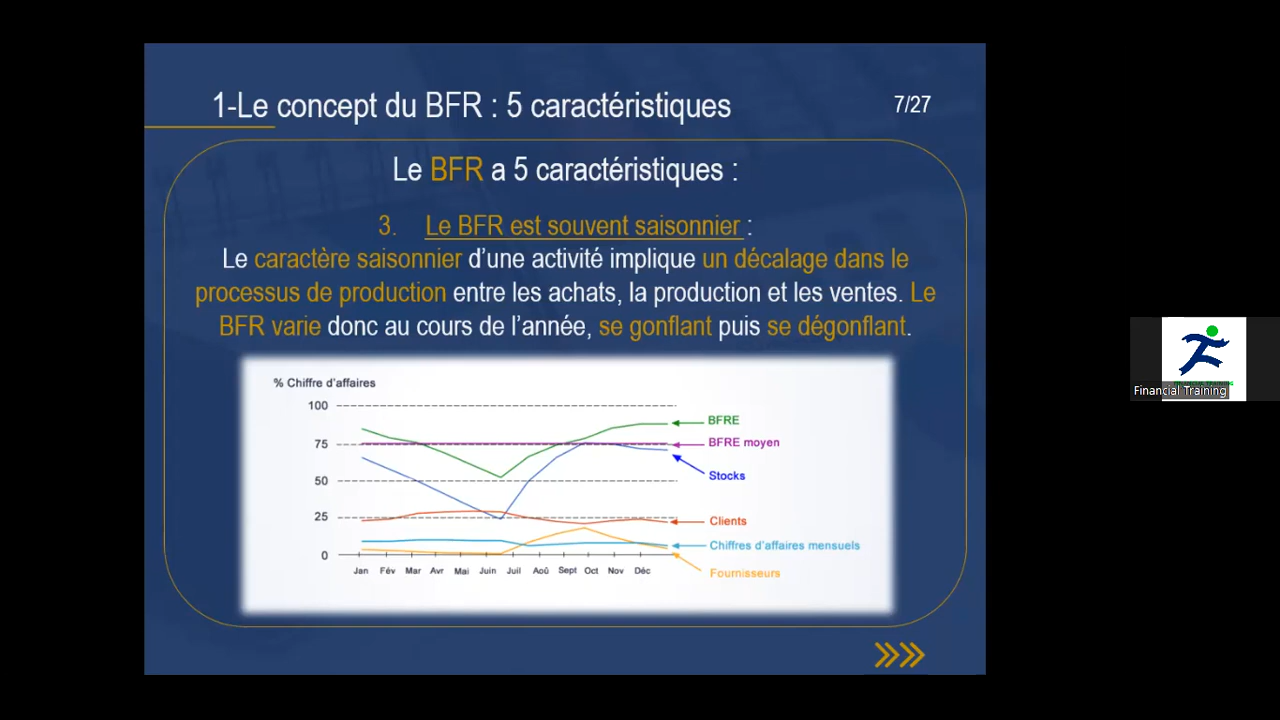 1-Le concept du BFR : 5 caractéristiques
7/27
Le BFR a 5 caractéristiques :
3. Le BFR est souvent saisonnier :
Le caractère saisonnier d’une activité implique un décalage dans le
processus de production entre les achats, la production et les ventes. Le
BFR varie donc au cours de l’année, se gonflant puis se dégonflant.
% Chiffre d’affaires
100
BFRE
75
BFRE moyen
Stocks
50
25
Clients
Chiffres d’affaires mensuels
0
Jan Fév Mar Avr Mai Juin Juil Aoû Sept Oct Nov Déc
Fournisseurs
Financial Training